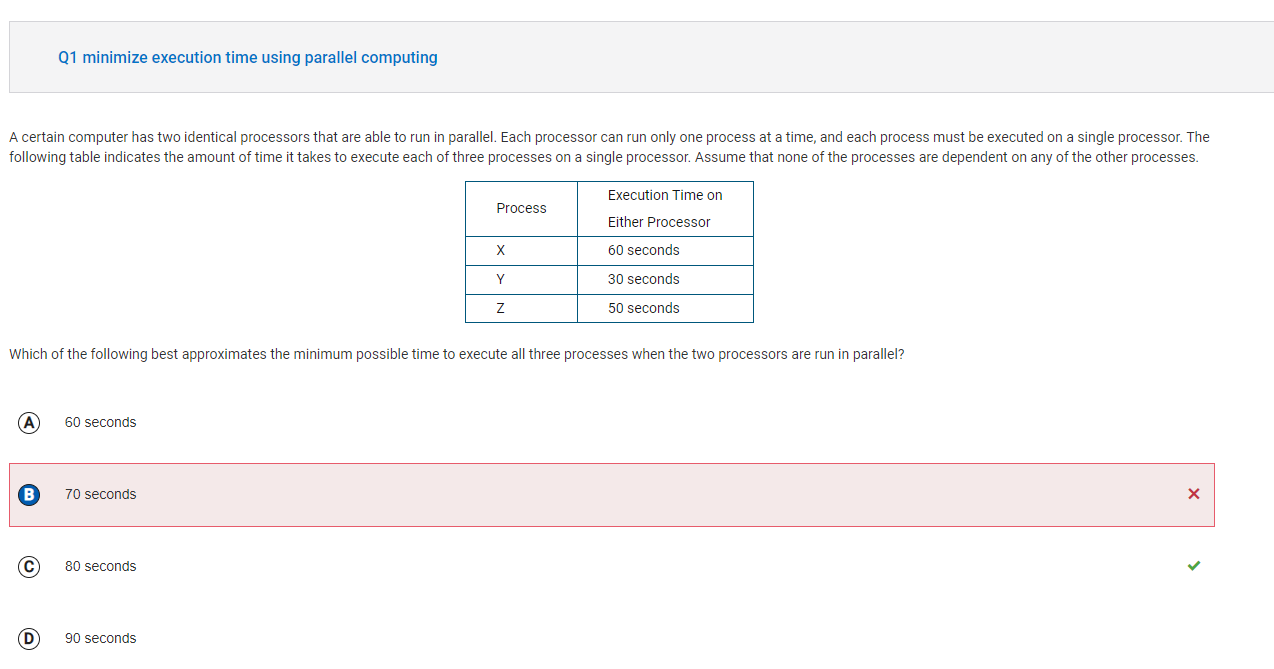 Q1 minimize execution time using parallel computing
A certain computer has two identical processors that are able to run in parallel. Each processor can run only one process at a time, and each process must be executed on a single processor. The
following table indicates the amount of time it takes to execute each of three processes on a single processor. Assume that none of the processes are dependent on any of the other processes.
Process
Execution Time on
Either Processor
X 60 seconds
Y 30 seconds
Z 50 seconds
Which of the following best approximates the minimum possible time to execute all three processes when the two processors are run in parallel?
A 60 seconds
B 70 seconds
C 80 seconds
D 90 seconds